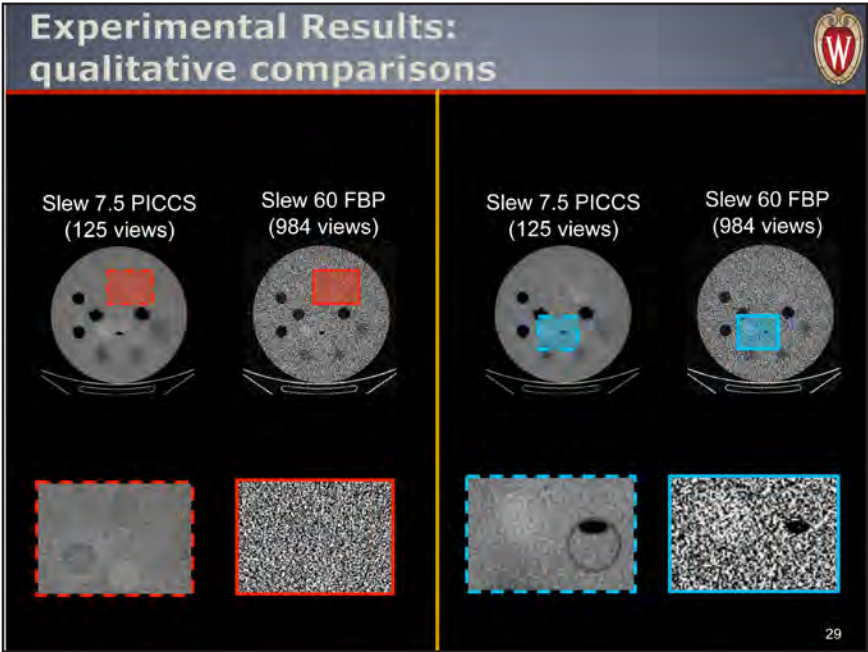 Experimental Results:
qualitative comparisons
W
Slew 7.5 PICCS
(125 views)
Slew 60 FBP
(984 views)
Slew 7.5 PICCS
(125 views)
Slew 60 FBP
(984 views)
29